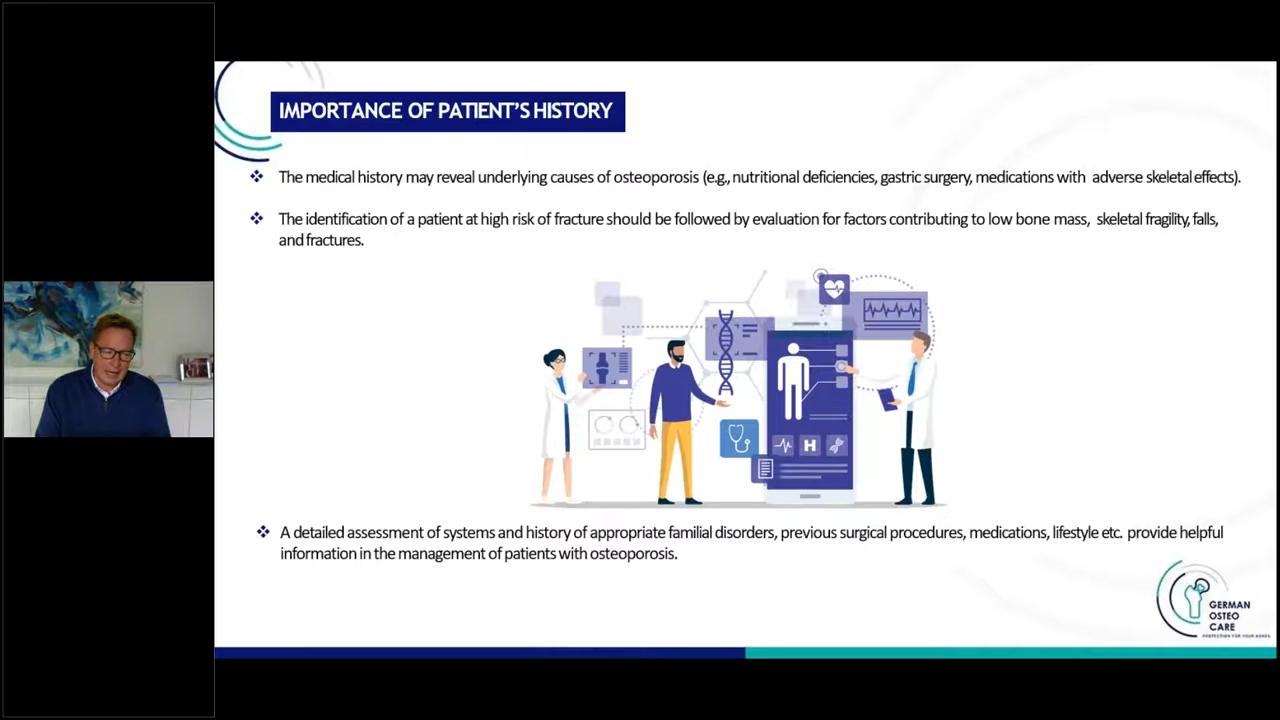 IMPORTANCE OF PATIENT'S HISTORY
The medical history may reveal underlying causes of osteoporosis (e.g., nutritional deficiencies, gastric surgery, medications with adverse skeletal effects).
The identification of a patient at high risk of fracture should be followed by evaluation for factors contributing to low bone mass, skeletal fragility, falls,
and fractures.
H
A detailed assessment of systems and history of appropriate familial disorders, previous surgical procedures, medications, lifestyle etc. provide helpful
information in the management of patients with osteoporosis.
GERMAN
OSTEO
CARE
PROTECTION FOR YOUR BONES